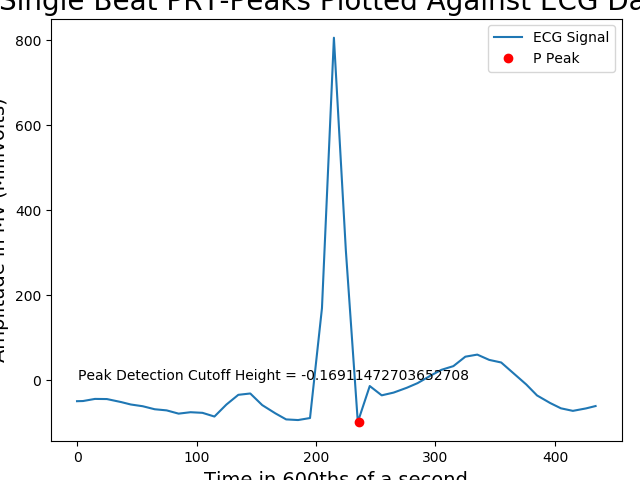 Single Beat PRT-Peaks Plotted Against ECG Da
ECG Signal
P Peak
Amplitude in MV (Millivolts)
800
600
400
200
0
Peak Detection Cutoff Height = -0.16911472703652708
0 100 200 300 400
Time in 600ths of a second